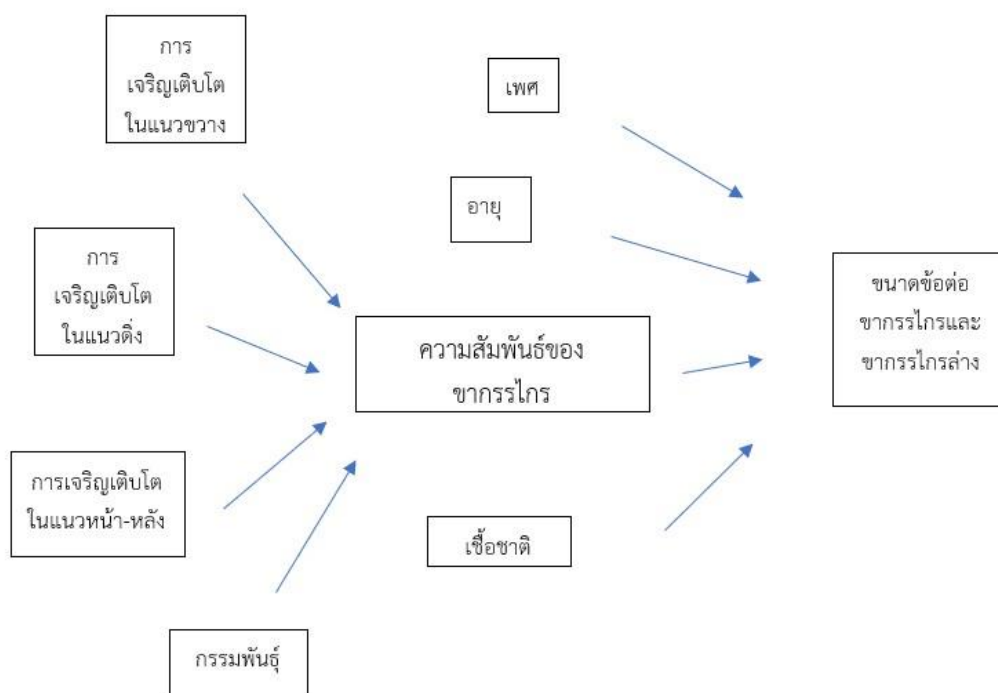 การ
เจริญเติบโต
ในแนวขวาง
เพศ
อายุ
การ
เจริญเติบโต
ในแนวดิ่ง
ขนาดข้อต่อ
ขากรรไกรและ
ขากรรไกรล่าง
ความสัมพันธ์ของ
ขากรรไกร
การเจริญเติบโต
ในแนวหน้า-หลัง
เชื้อชาติ
กรรมพันธุ์